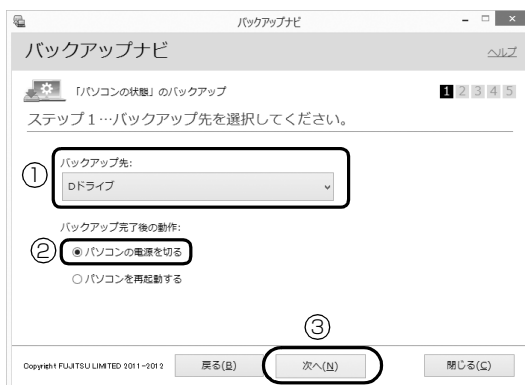 バックアップナビ
バックアップナビ
ヘルプ
「パソコンの状態」のバックアップ
1 2 3 4 5
ステップ1…バックアップ先を選択してください。
① バックアップ先:
Dドライブ
バックアップ完了後の動作:
② パソコンの電源を切る
パソコンを再起動する
③
Copyright FUJITSU LIMITED 2011-2012 戻る(B) 次へ(N) 閉じる(C)